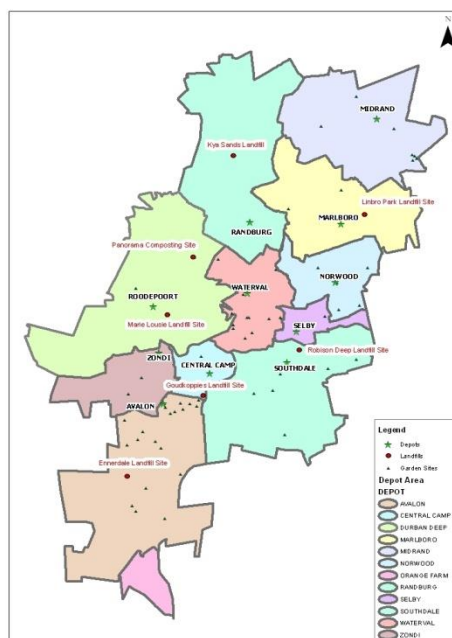 N
MIDRAND
Kya Sands Landfill
Linbro Park Landfill Site
MARLBORO
RANDBURG
Panorama Composting Site
NORWOOD
WATERVAL
ROODEPOORT
Marie Lousie Landfill Site
SELBY
Robison Deep Landfill Site
ZONDI
CENTRAL CAMP
SOUTHDALE
Goudkoppies Landfill Site
AVALON
Ennerdale Landfill Site
Legend
Depots
Landfills
Garden Sites
Depot Area
DEPOT
AVALON
CENTRAL CAMP
DURBAN DEEP
MARLBORO
MIDRAND
NORWOOD
ORANGE FARM
RANDBURG
SELBY
SOUTHDALE
WATERVAL
ZONDI